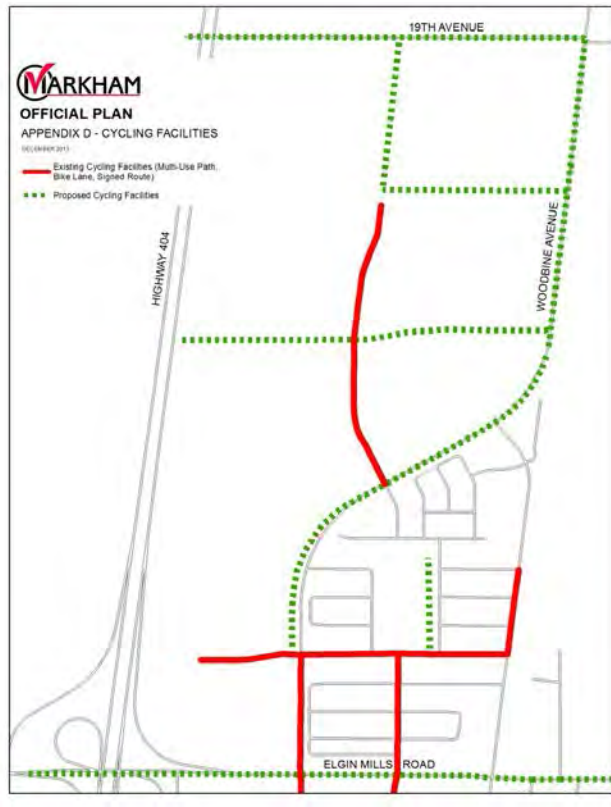 19TH AVENUE
MARKHAM
OFFICIAL PLAN
APPENDIX D - CYCLING FACILITIES
DECEMBER 2013
Existing Cycling Facilities (Multi-Use Path,
Bike Lane, Signed Route)
Proposed Cycling Facilities
HIGHWAY 404
WOODBINE AVENUE
ELGIN MILLS ROAD